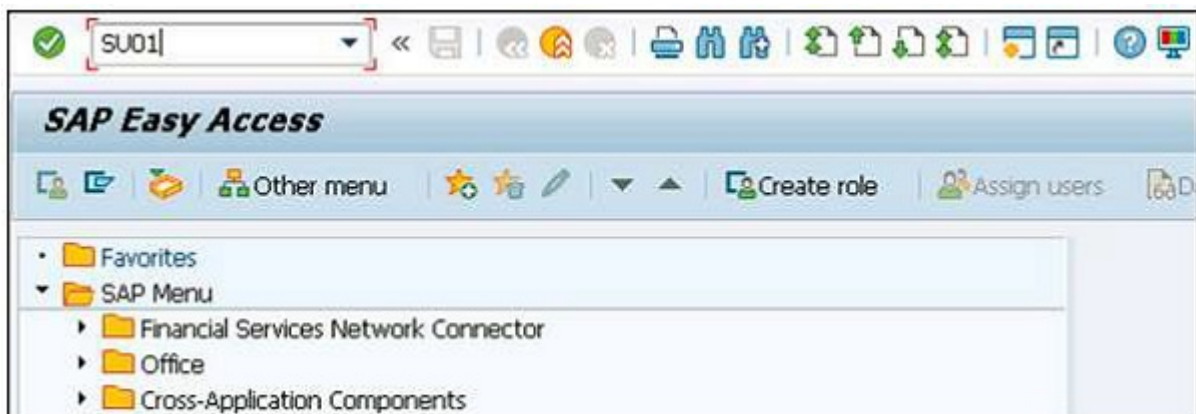 SU01
SAP Easy Access
Other menu Create role Assign users D
Favorites
SAP Menu
Financial Services Network Connector
Office
Cross-Application Components